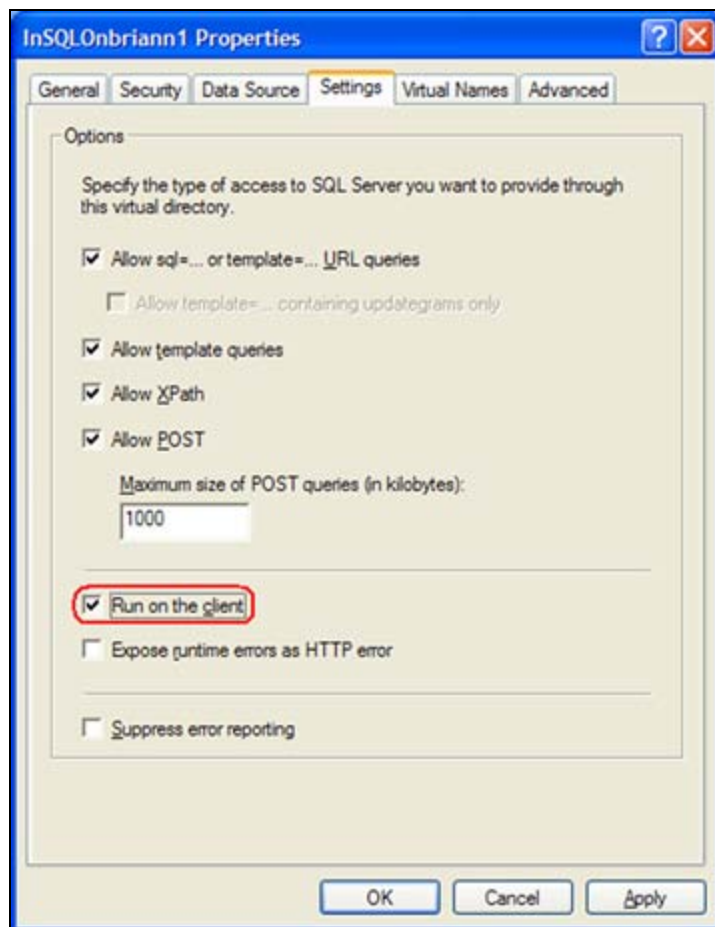 InSQLOnbriann1 Properties
General Security Data Source Settings Virtual Names Advanced
Options
Specify the type of access to SQL Server you want to provide through
this virtual directory.
Allow sql=... or template=... URL queries
Allow template=... containing updategrams only
Allow template queries
Allow XPath
Allow POST
Maximum size of POST queries (in kilobytes):
1000
Run on the client
Expose runtime errors as HTTP error
Suppress error reporting
OK Cancel Apply